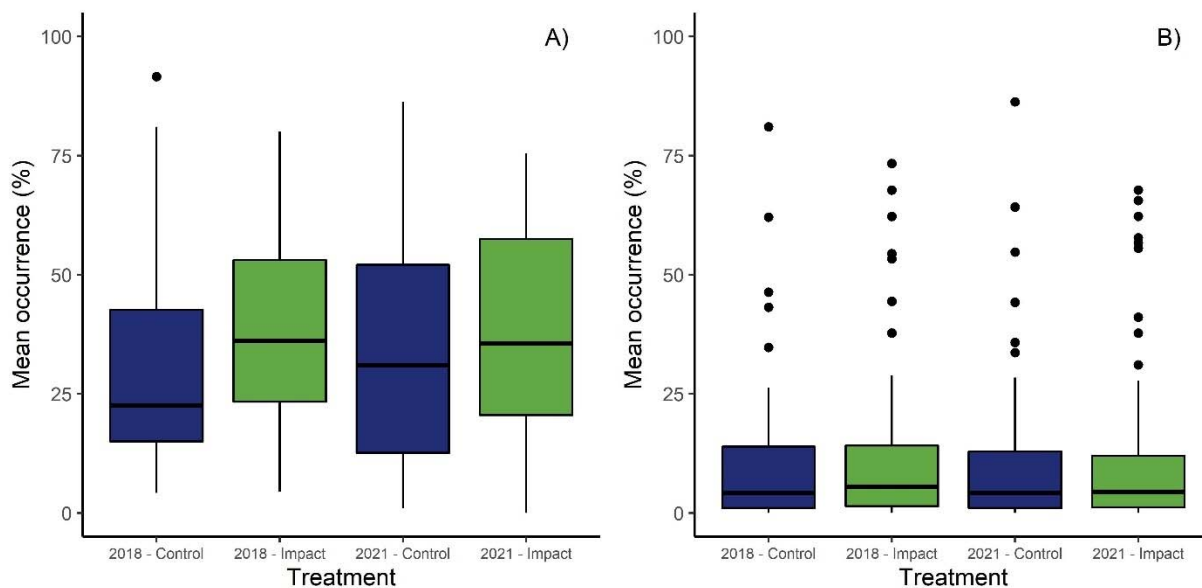 A)
Mean occurrence (%)
100
75
50
25
0
2018 - Control 2018 - Impact 2021 - Control 2021 - Impact
Treatment
B)
Mean occurrence (%)
100
75
50
25
0
2018 - Control 2018 - Impact 2021 - Control 2021 - Impact
Treatment